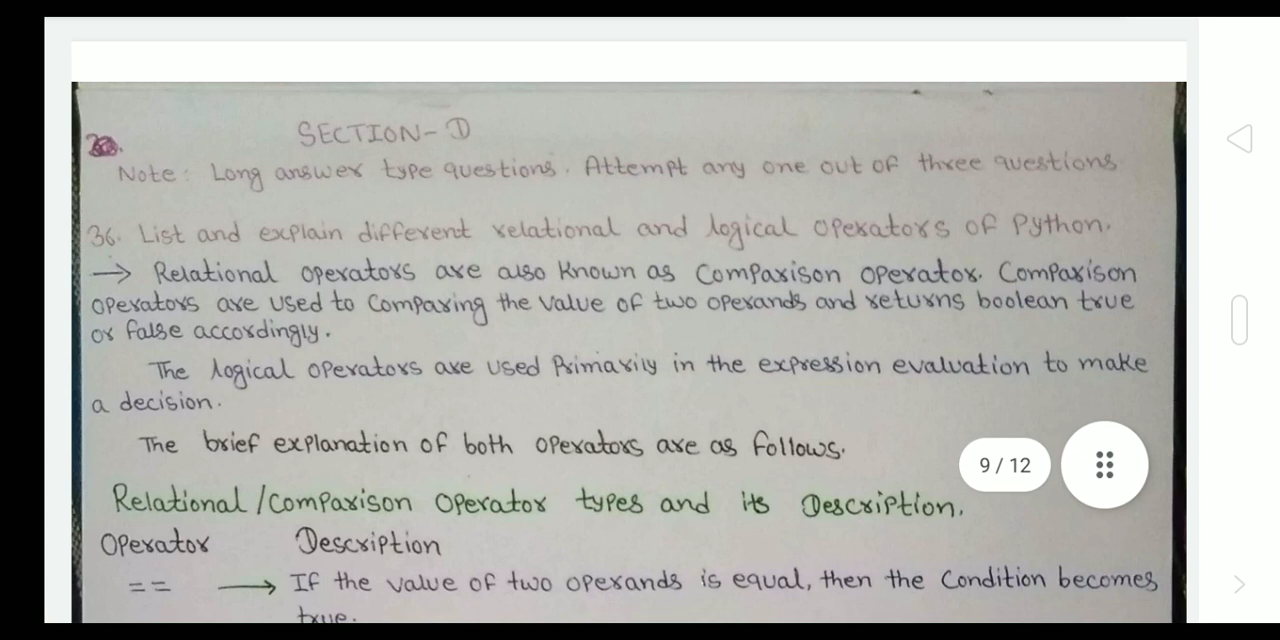 SECTION-D
Note: Long answer type questions. Attempt any one out of three questions
36. List and explain different relational and logical operators of Python.
→ Relational operators are also known as Comparison operator. Comparison
operators are used to Comparing the value of two operands and returns boolean true
or false accordingly.
The logical operators are used Primarily in the expression evaluation to make
a decision.
The brief explanation of both operators are as follows.
Relational/Comparison Operator types and its Description.
Operator Description
== → If the value of two operands is equal, then the Condition becomes
true.
9 / 12